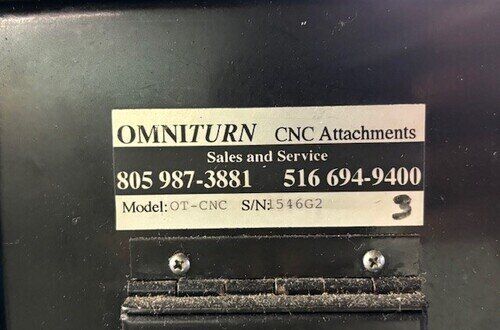 OMNITURN CNC Attachments
Sales and Service
805 987-3881 516 694-9400
Model: OT-CNC S/N: 1546G2
3